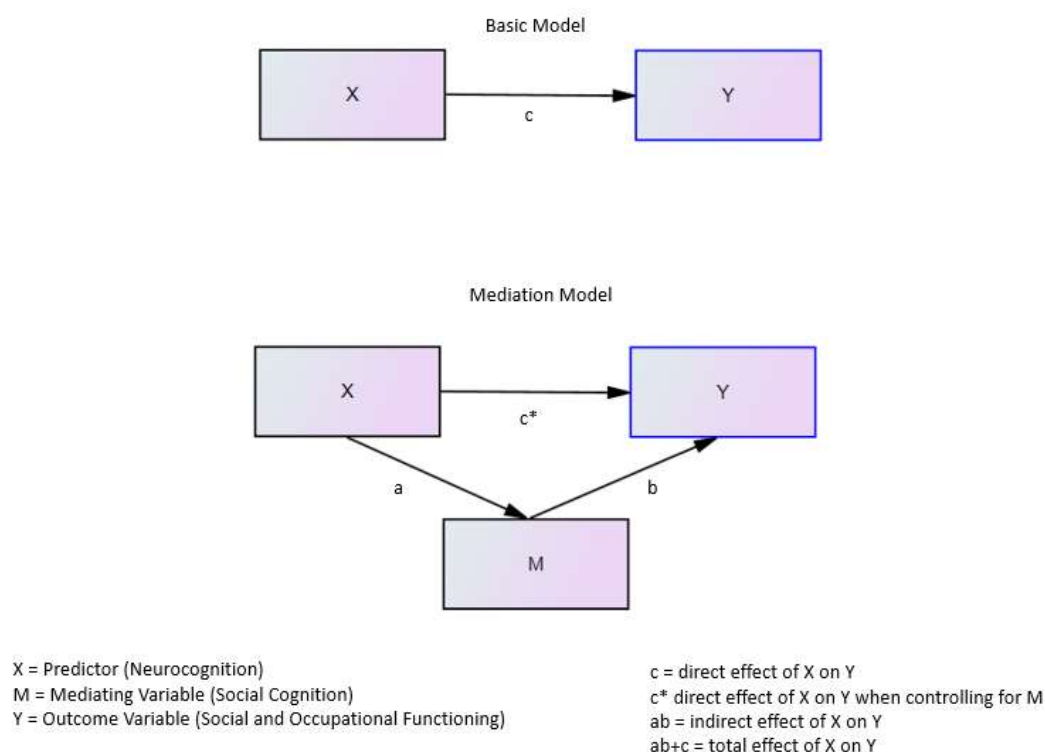 Basic Model
X
Y
c
Mediation Model
X
Y
c*
a
b
M
X = Predictor (Neurocognition)
M = Mediating Variable (Social Cognition)
Y = Outcome Variable (Social and Occupational Functioning)
c = direct effect of X on Y
c* direct effect of X on Y when controlling for M
ab = indirect effect of X on Y
ab+c = total effect of X on Y